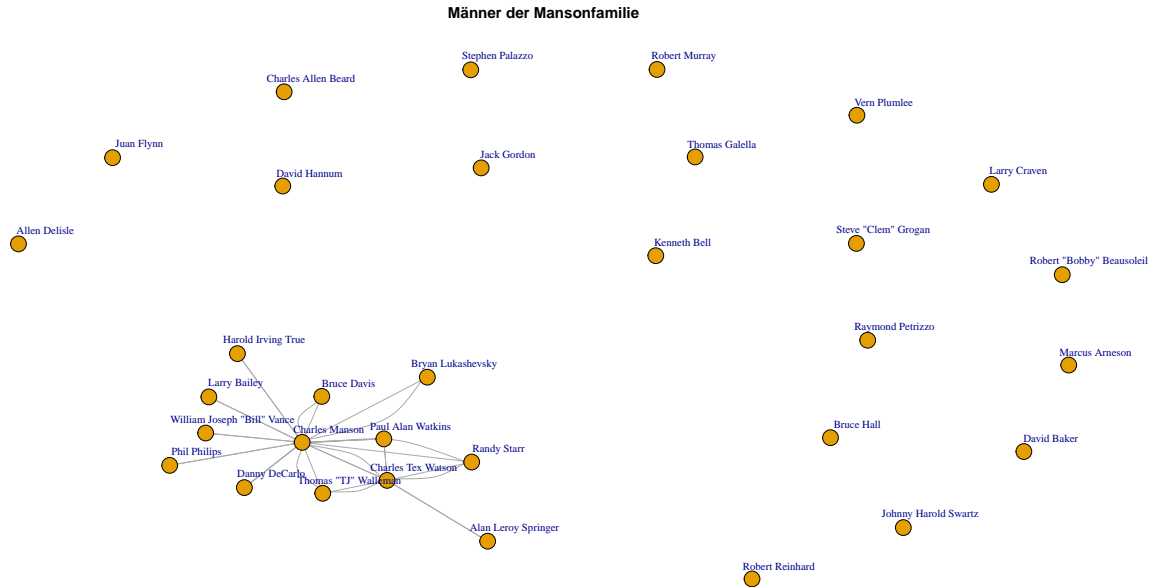 Männer der Mansonfamilie
Stephen Palazzo
Robert Murray
Charles Allen Beard
Vern Plumlee
Juan Flynn
Thomas Galella
Jack Gordon
David Hannum
Larry Craven
Allen Delisle
Steve "Clem" Grogan
Kenneth Bell
Robert "Bobby" Beausoleil
Raymond Petrizzo
Harold Irving True
Marcus Arneson
Bryan Lukashevsky
Larry Bailey
Bruce Davis
William Joseph "Bill" Vance
Charles Manson
Paul Alan Watkins
Bruce Hall
David Baker
Phil Philips
Randy Starr
Charles Tex Watson
Danny DeCarlo
Thomas "TJ" Walleman
Johnny Harold Swartz
Alan Leroy Springer
Robert Reinhard